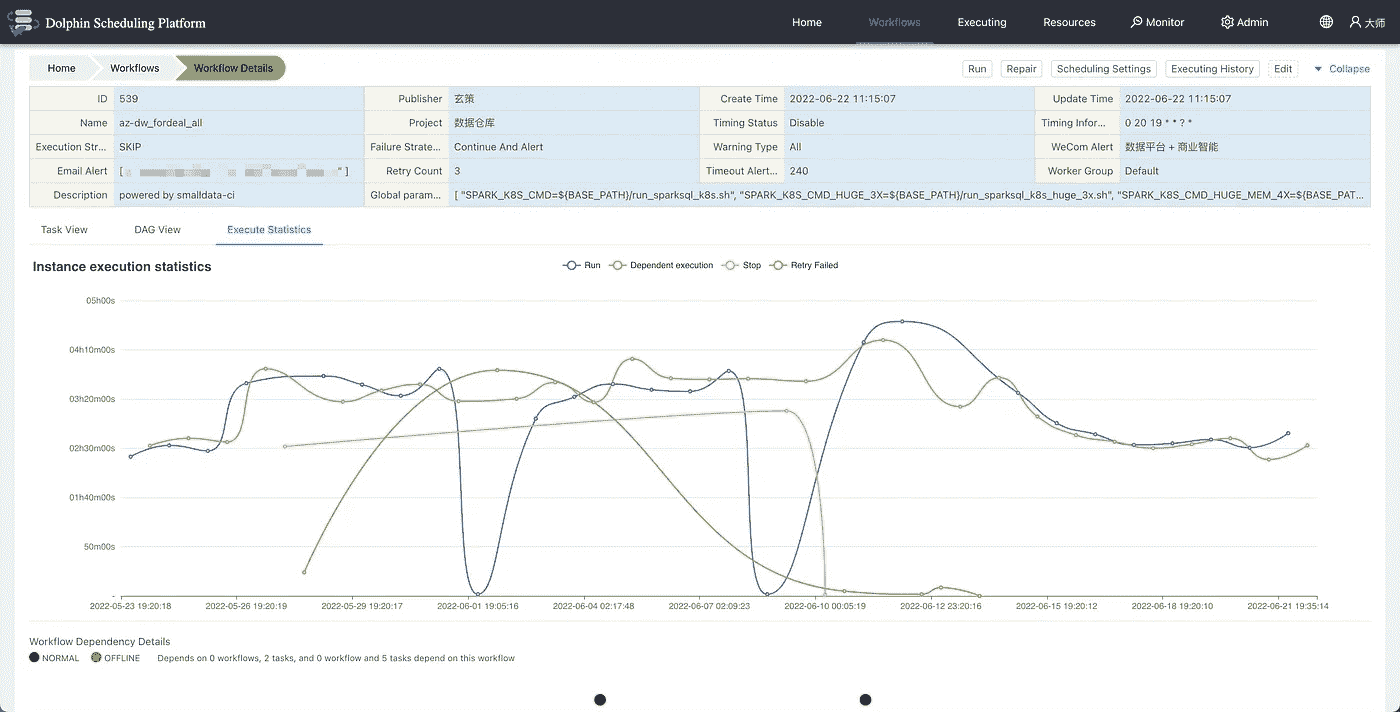 Dolphin Scheduling Platform Home Workflows Executing Resources Monitor Admin 大师
Home Workflows Workflow Details Run Repair Scheduling Settings Executing History Edit Collapse
ID 539 Publisher 玄策 Create Time 2022-06-22 11:15:07 Update Time 2022-06-22 11:15:07
Name az-dw_fordeal_all Project 数据仓库 Timing Status Disable Timing Infor... 0 20 19 * * ? *
Execution Str... SKIP Failure Strate... Continue And Alert Warning Type All WeCom Alert 数据平台 + 商业智能
Email Alert [ " ] Retry Count 3 Timeout Alert... 240 Worker Group Default
Description powered by smalldata-ci Global param... [ "SPARK_K8S_CMD=${BASE_PATH}/run_sparksql_k8s.sh", "SPARK_K8S_CMD_HUGE_3X=${BASE_PATH}/run_sparksql_k8s_huge_3x.sh", "SPARK_K8S_CMD_HUGE_MEM_4X=${BASE_PAT...
Task View DAG View Execute Statistics
Instance execution statistics Run Dependent execution Stop Retry Failed
05h00s
04h10m00s
03h20m00s
02h30m00s
01h40m00s
50m00s
-
2022-05-23 19:20:18 2022-05-26 19:20:19 2022-05-29 19:20:17 2022-06-01 19:05:16 2022-06-04 02:17:48 2022-06-07 02:09:23 2022-06-10 00:05:19 2022-06-12 23:20:16 2022-06-15 19:20:12 2022-06-18 19:20:10 2022-06-21 19:35:14
Workflow Dependency Details
NORMAL OFFLINE Depends on 0 workflows, 2 tasks, and 0 workflow and 5 tasks depend on this workflow